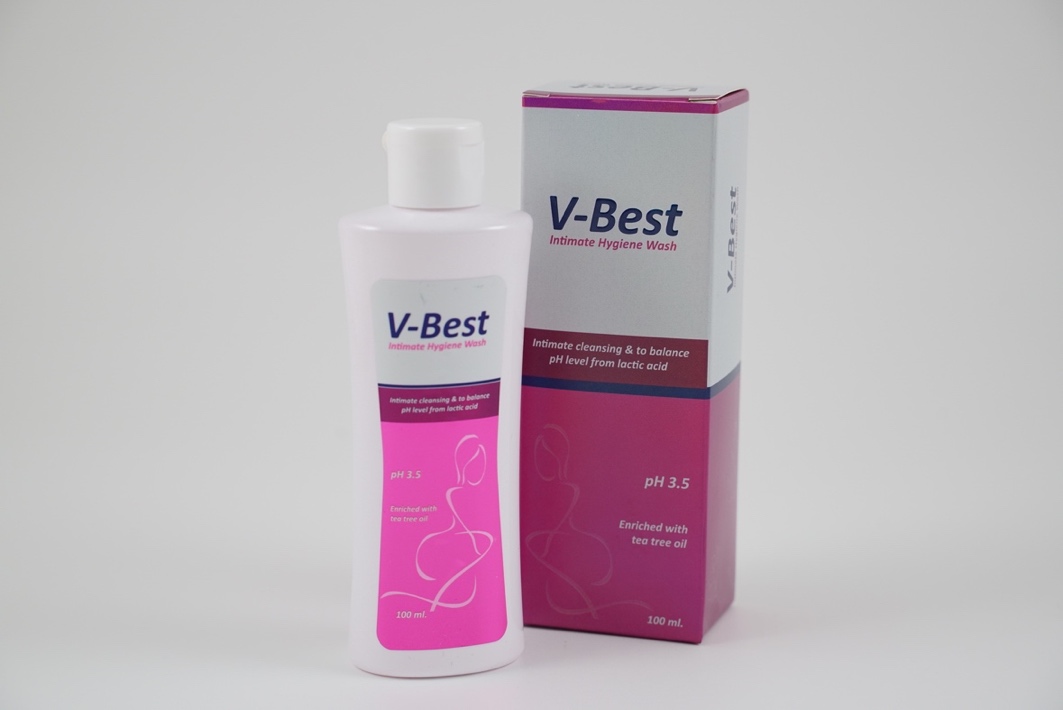 V-Best
Intimate Hygiene Wash
Intimate cleansing & to balance
pH level from lactic acid
pH 3.5
Enriched with
tea tree oil
100 ml.
V-Best
V-Best
Intimate Hygiene Wash
Intimate cleansing & to balance
pH level from lactic acid
pH 3.5
Enriched with
tea tree oil
100 ml.
V-Best